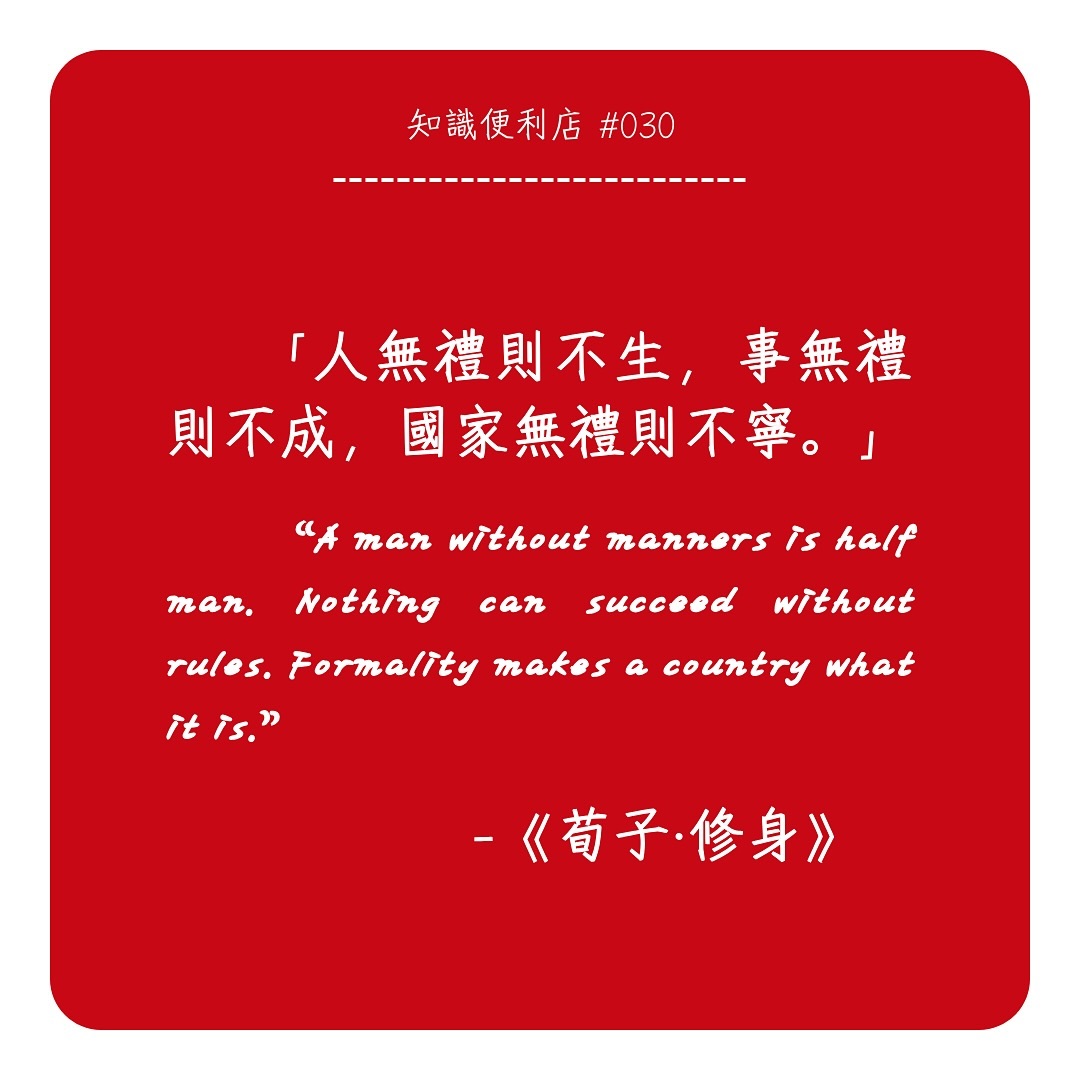 知識便利店 #030
--------------------------
「人無禮則不生，事無禮
則不成，國家無禮則不寧。」
“A man without manners is half
man. Nothing can succeed without
rules. Formality makes a country what
it is.”
-《荀子·修身》